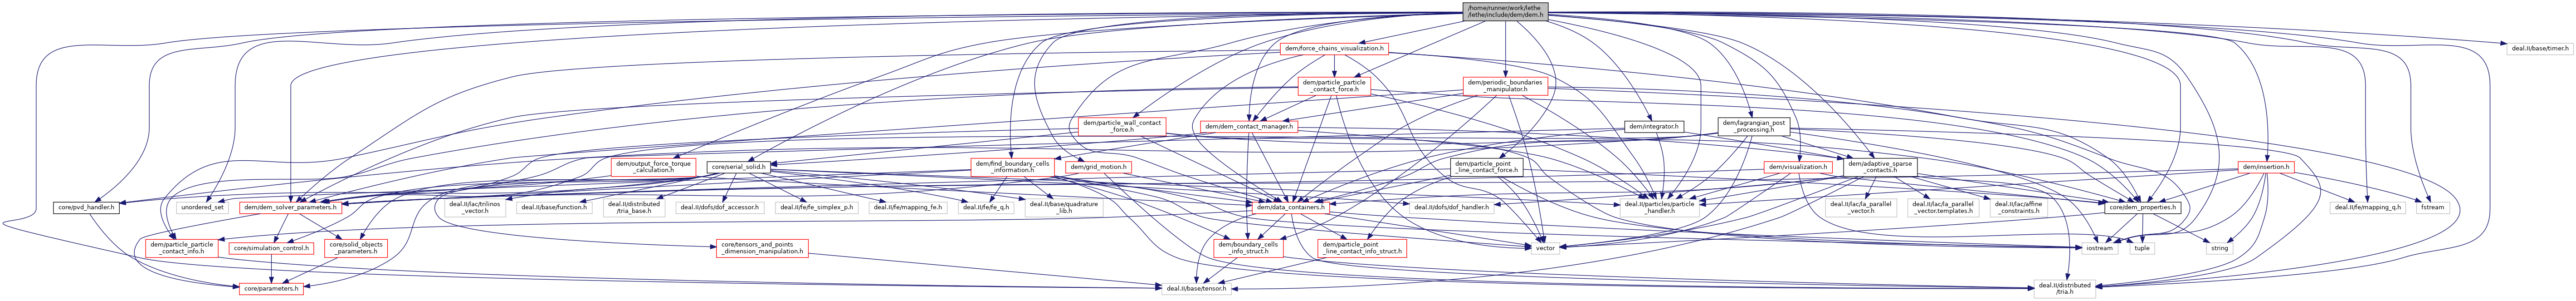 /home/runner/work/lethe
/lethe/include/dem/dem.h
dem/force_chains_visualization.h
deal.II/base/timer.h
dem/particle_particle
_contact_force.h
dem/periodic_boundaries
_manipulator.h
dem/particle_wall_contact
_force.h
dem/dem_contact_manager.h
dem/integrator.h
dem/lagrangian_post
_processing.h
dem/output_force_torque
_calculation.h
core/serial_solid.h
dem/find_boundary_cells
_information.h
dem/grid_motion.h
dem/particle_point
_line_contact_force.h
dem/visualization.h
dem/adaptive_sparse
_contacts.h
dem/insertion.h
core/pvd_handler.h
unordered_set
dem/dem_solver_parameters.h
deal.II/lac/trilinos
_vector.h
deal.II/base/function.h
deal.II/distributed
/tria_base.h
deal.II/dofs/dof_accessor.h
deal.II/fe/fe_simplex_p.h
deal.II/fe/mapping_fe.h
deal.II/fe/fe_q.h
deal.II/base/quadrature
_lib.h
dem/data_containers.h
deal.II/dofs/dof_handler.h
deal.II/particles/particle
_handler.h
deal.II/lac/la_parallel
_vector.h
deal.II/lac/la_parallel
_vector.templates.h
deal.II/lac/affine
_constraints.h
core/dem_properties.h
deal.II/fe/mapping_q.h
fstream
dem/particle_particle
_contact_info.h
core/simulation_control.h
core/solid_objects
_parameters.h
core/tensors_and_points
_dimension_manipulation.h
dem/boundary_cells
_info_struct.h
dem/particle_point
_line_contact_info_struct.h
vector
iostream
tuple
string
core/parameters.h
deal.II/base/tensor.h
deal.II/distributed
/tria.h